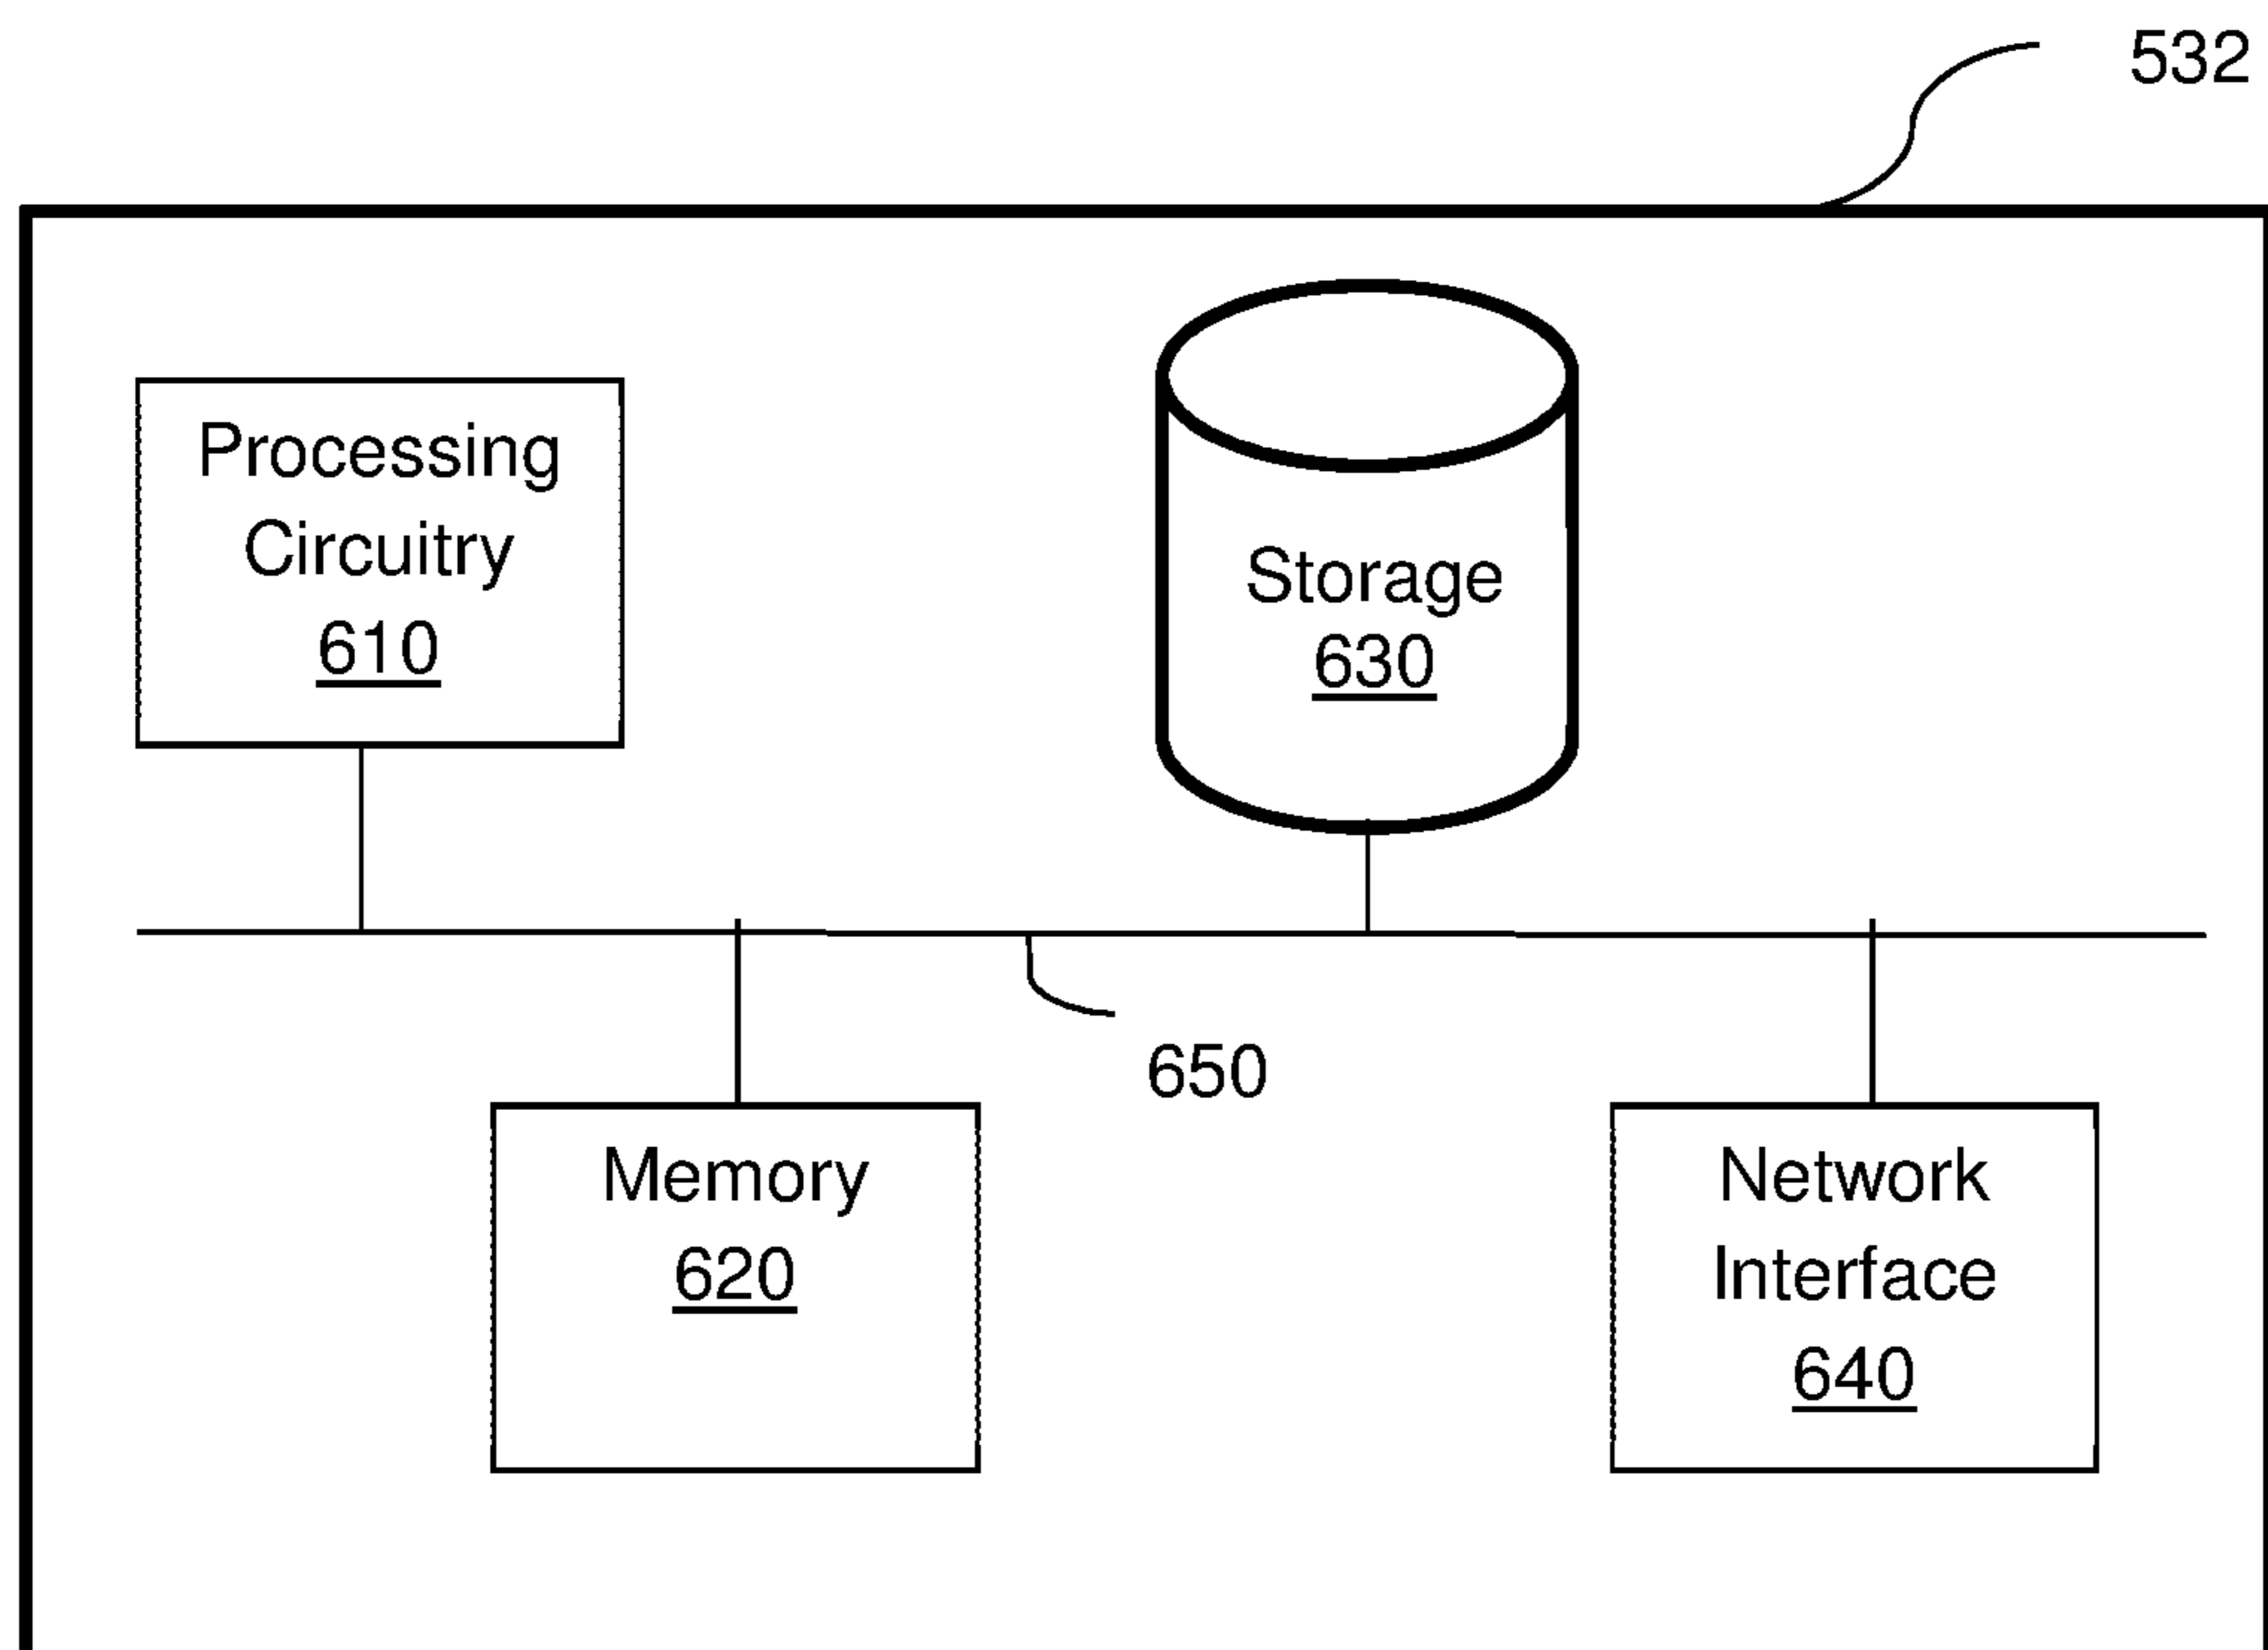 532
Processing
Circuitry
610
Storage
630
650
Memory
620
Network
Interface
640